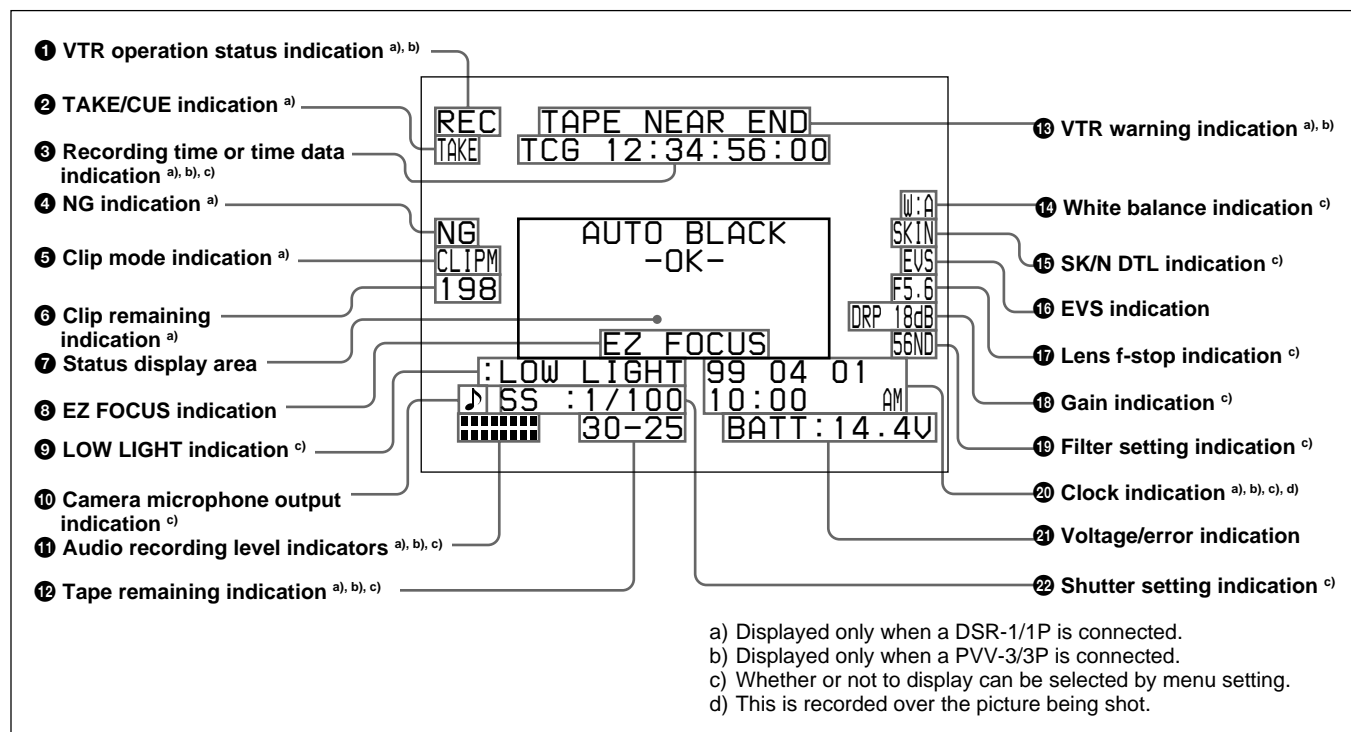 ❶ VTR operation status indication a), b)
❷ TAKE/CUE indication a)
❸ Recording time or time data
indication a), b), c)
❹ NG indication a)
❺ Clip mode indication a)
❻ Clip remaining
indication a)
❼ Status display area
❽ EZ FOCUS indication
❾ LOW LIGHT indication c)
❿ Camera microphone output
indication c)
⓫ Audio recording level indicators a), b), c)
⓬ Tape remaining indication a), b), c)
REC TAPE NEAR END
TAKE TCG 12:34:56:00
W:A
NG AUTO BLACK SKIN
CLIPM -OK- EVS
198 F5.6
DRP 18dB
EZ FOCUS 56ND
:LOW LIGHT 99 04 01
♪ SS :1/100 10:00 AM
30-25 BATT:14.4V
⓭ VTR warning indication a), b)
⓮ White balance indication c)
⓯ SK/N DTL indication c)
⓰ EVS indication
⓱ Lens f-stop indication c)
⓲ Gain indication c)
⓳ Filter setting indication c)
⓴ Clock indication a), b), c), d)
21 Voltage/error indication
22 Shutter setting indication c)
a) Displayed only when a DSR-1/1P is connected.
b) Displayed only when a PVV-3/3P is connected.
c) Whether or not to display can be selected by menu setting.
d) This is recorded over the picture being shot.